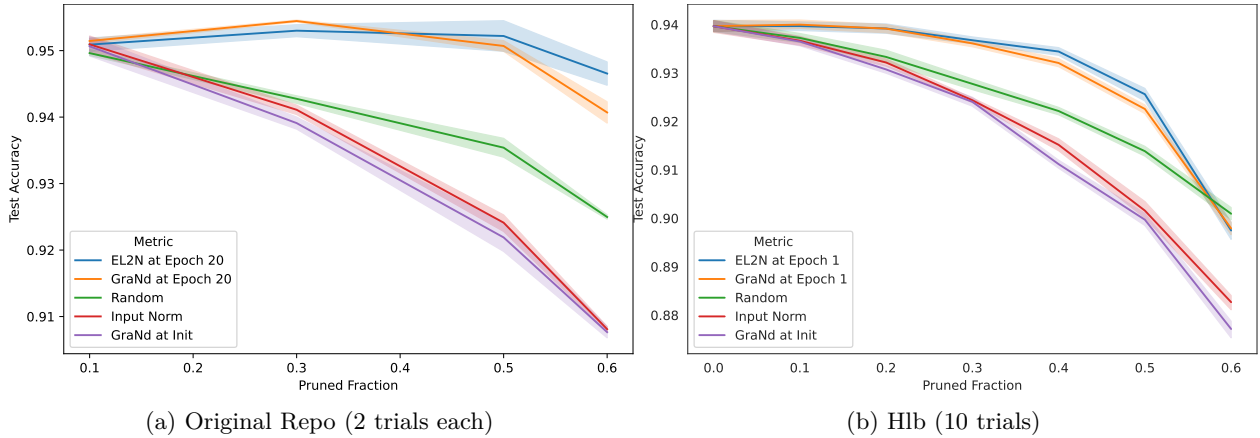 0.95
0.94
0.93
0.92
0.91
Test Accuracy
Metric
EL2N at Epoch 20
GraNd at Epoch 20
Random
Input Norm
GraNd at Init
0.1 0.2 0.3 0.4 0.5 0.6
Pruned Fraction
(a) Original Repo (2 trials each)
0.94
0.93
0.92
0.91
0.90
0.89
0.88
Test Accuracy
Metric
EL2N at Epoch 1
GraNd at Epoch 1
Random
Input Norm
GraNd at Init
0.0 0.1 0.2 0.3 0.4 0.5 0.6
Pruned Fraction
(b) Hlb (10 trials)